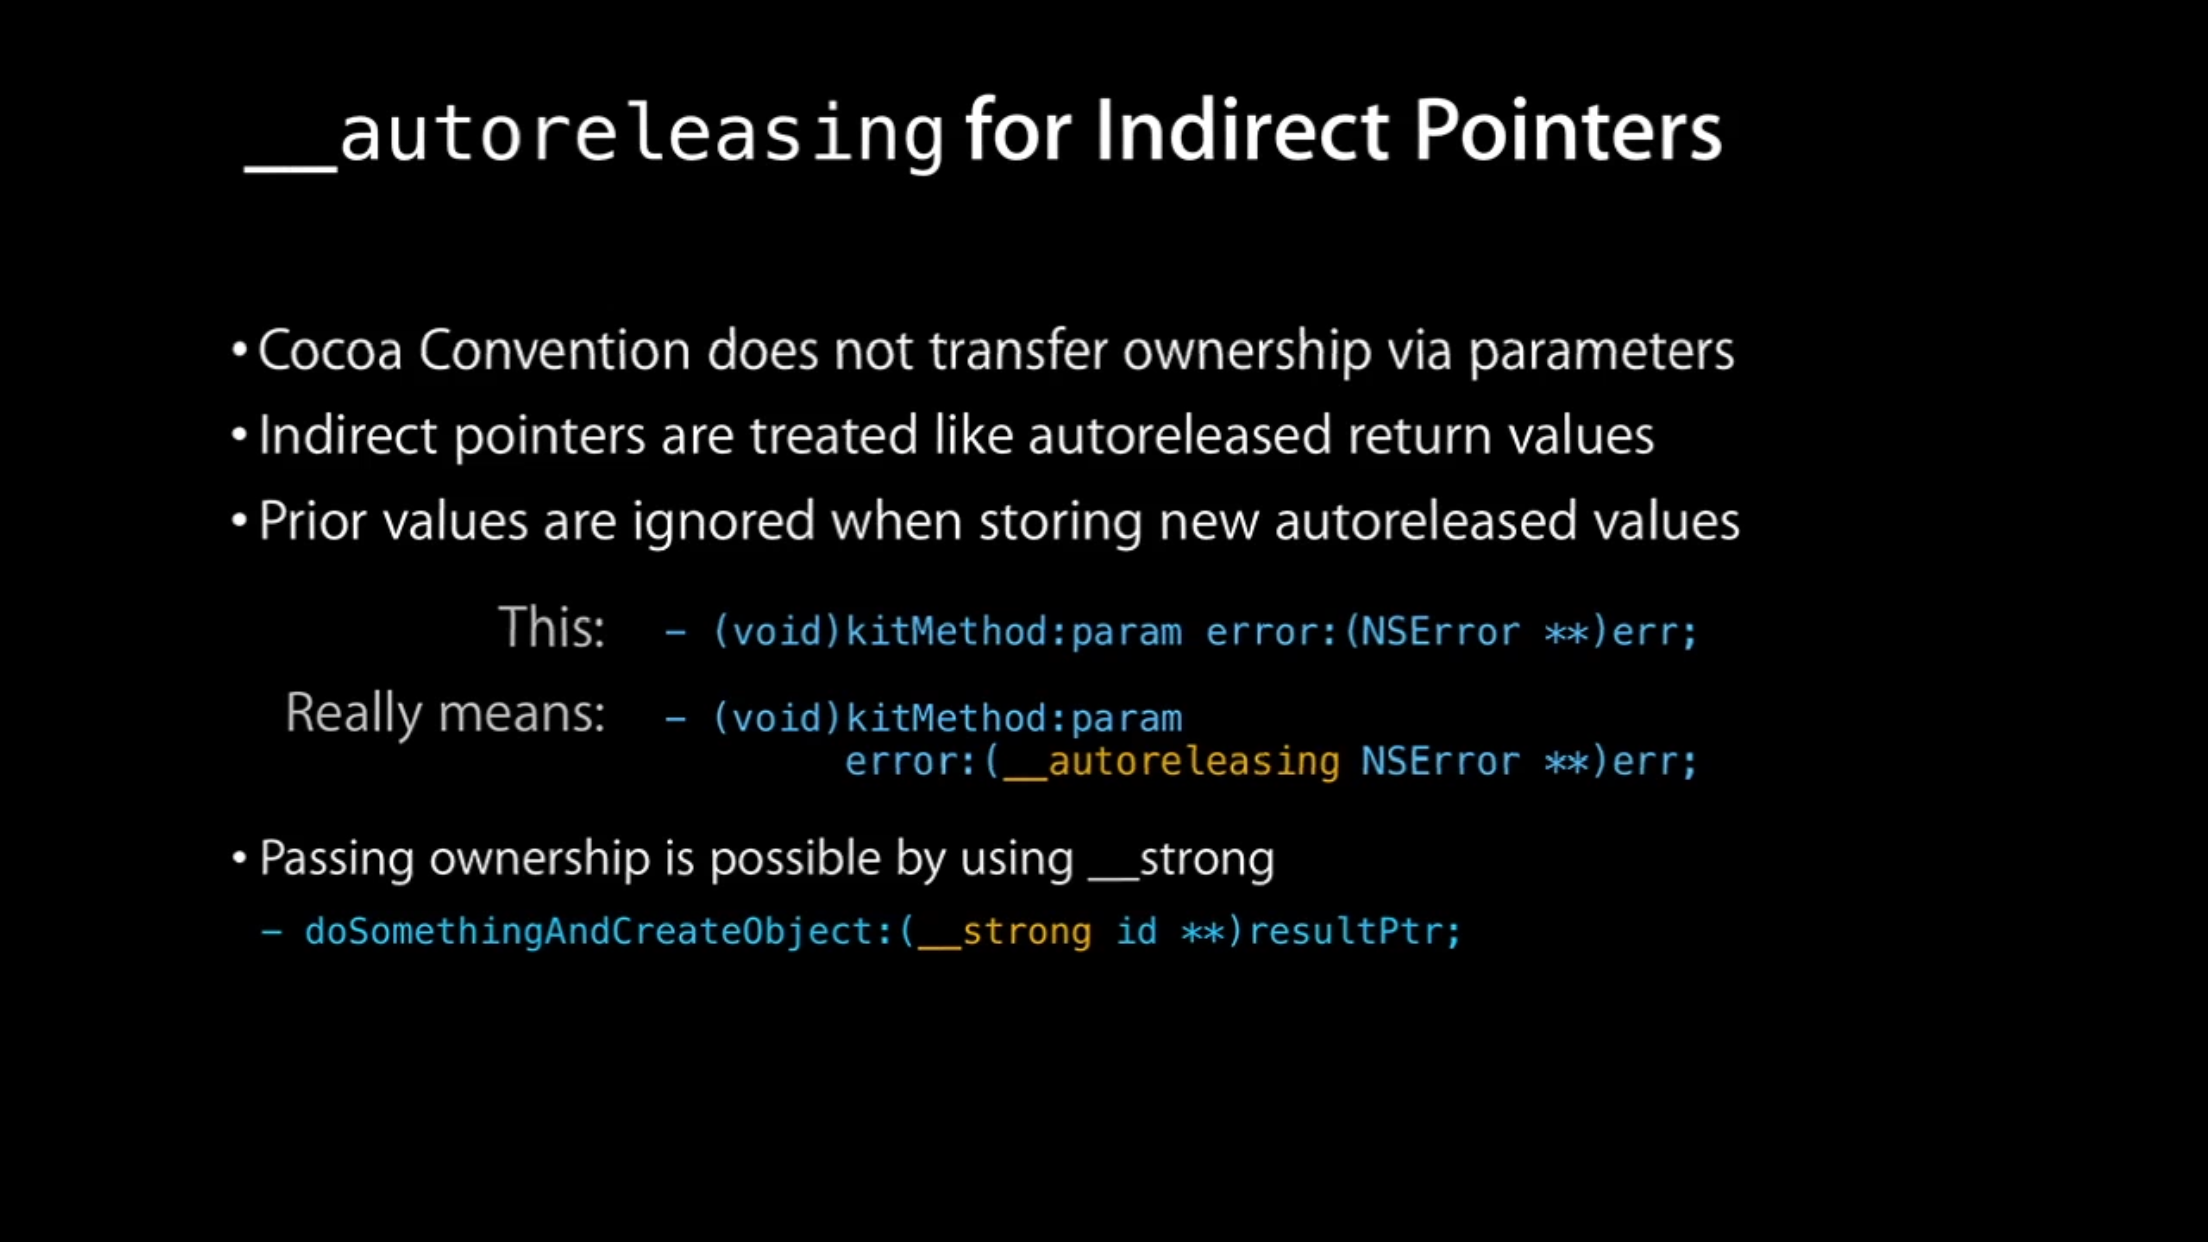 __autoreleasing for Indirect Pointers
• Cocoa Convention does not transfer ownership via parameters
• Indirect pointers are treated like autoreleased return values
• Prior values are ignored when storing new autoreleased values
This: – (void)kitMethod:param error:(NSError **)err;
Really means: – (void)kitMethod:param
error:(__autoreleasing NSError **)err;
• Passing ownership is possible by using __strong
– doSomethingAndCreateObject:(__strong id **)resultPtr;